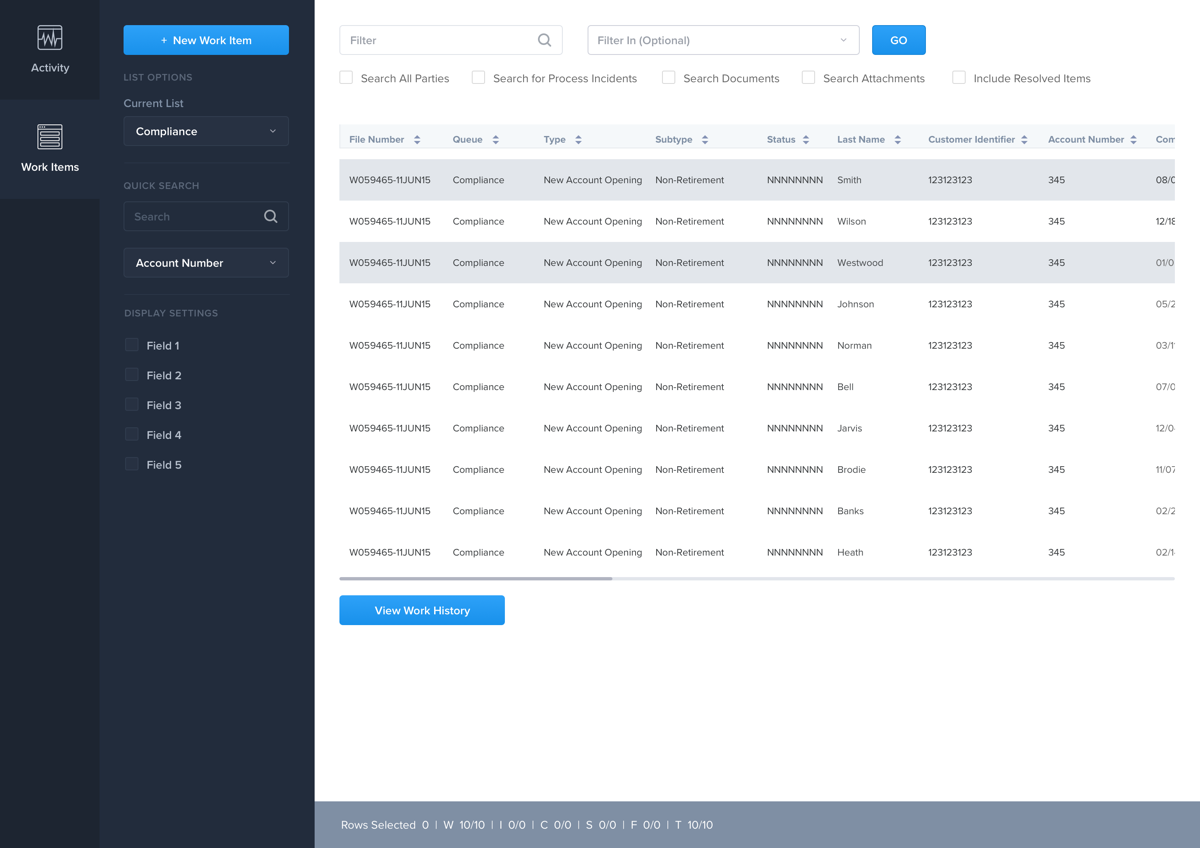 Activity
Work Items
+ New Work Item
LIST OPTIONS
Current List
Compliance
QUICK SEARCH
Search
Account Number
DISPLAY SETTINGS
Field 1
Field 2
Field 3
Field 4
Field 5
Filter
Filter In (Optional)
GO
Search All Parties Search for Process Incidents Search Documents Search Attachments Include Resolved Items
File Number Queue Type Subtype Status Last Name Customer Identifier Account Number Com
W059465-11JUN15 Compliance New Account Opening Non-Retirement NNNNNNNN Smith 123123123 345 08/0
W059465-11JUN15 Compliance New Account Opening Non-Retirement NNNNNNNN Wilson 123123123 345 12/18
W059465-11JUN15 Compliance New Account Opening Non-Retirement NNNNNNNN Westwood 123123123 345 01/0
W059465-11JUN15 Compliance New Account Opening Non-Retirement NNNNNNNN Johnson 123123123 345 05/2
W059465-11JUN15 Compliance New Account Opening Non-Retirement NNNNNNNN Norman 123123123 345 03/1
W059465-11JUN15 Compliance New Account Opening Non-Retirement NNNNNNNN Bell 123123123 345 07/0
W059465-11JUN15 Compliance New Account Opening Non-Retirement NNNNNNNN Jarvis 123123123 345 12/0
W059465-11JUN15 Compliance New Account Opening Non-Retirement NNNNNNNN Brodie 123123123 345 11/07
W059465-11JUN15 Compliance New Account Opening Non-Retirement NNNNNNNN Banks 123123123 345 02/2
W059465-11JUN15 Compliance New Account Opening Non-Retirement NNNNNNNN Heath 123123123 345 02/1
View Work History
Rows Selected 0 | W 10/10 | I 0/0 | C 0/0 | S 0/0 | F 0/0 | T 10/10